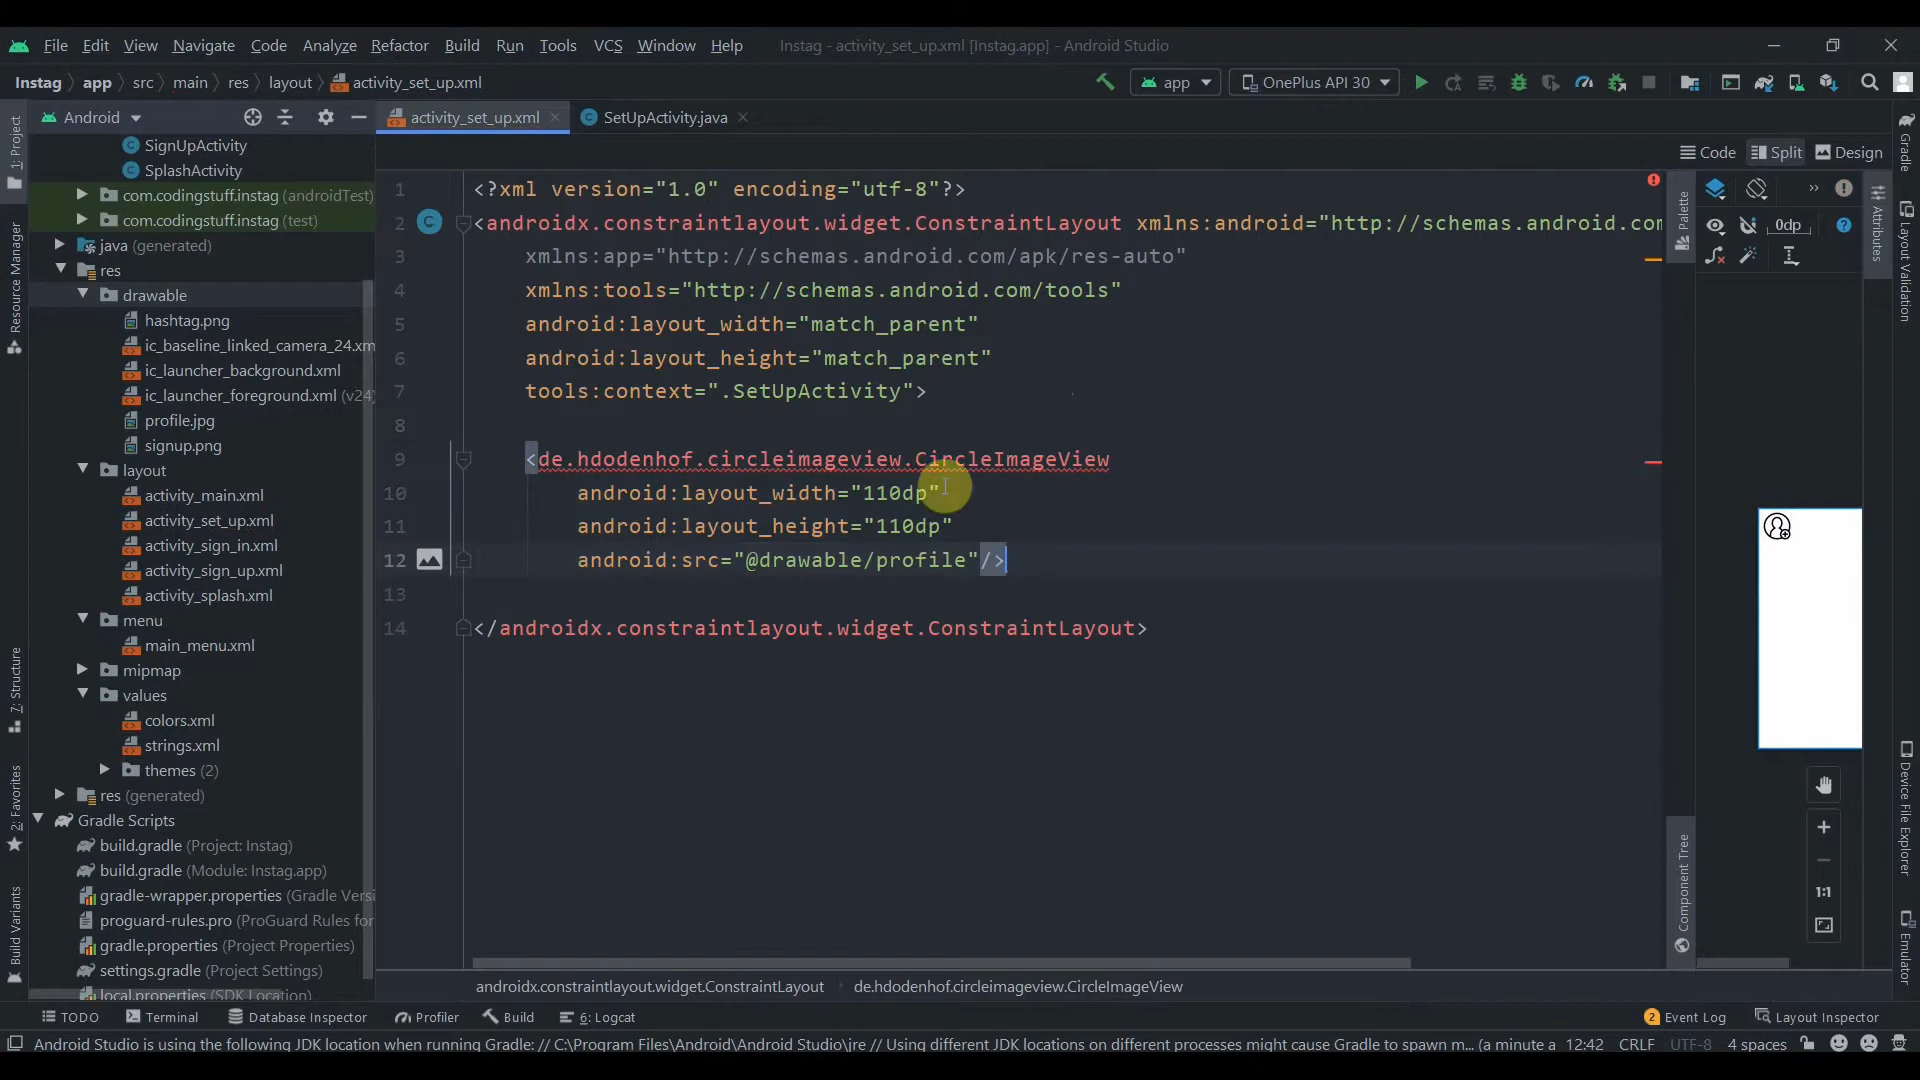 File Edit View Navigate Code Analyze Refactor Build Run Tools VCS Window Help Instag - activity_set_up.xml [Instag.app] - Android Studio
Instag app src main res layout activity_set_up.xml app OnePlus API 30
Android activity_set_up.xml SetUpActivity.java
Code Split Design
1: Project
Resource Manager
7: Structure
2: Favorites
Build Variants
SignUpActivity
SplashActivity
com.codingstuff.instag (androidTest)
com.codingstuff.instag (test)
java (generated)
res
drawable
hashtag.png
ic_baseline_linked_camera_24.xm
ic_launcher_background.xml
ic_launcher_foreground.xml (v24)
profile.jpg
signup.png
layout
activity_main.xml
activity_set_up.xml
activity_sign_in.xml
activity_sign_up.xml
activity_splash.xml
menu
main_menu.xml
mipmap
values
colors.xml
strings.xml
themes (2)
res (generated)
Gradle Scripts
build.gradle (Project: Instag)
build.gradle (Module: Instag.app)
gradle-wrapper.properties (Gradle Versi
proguard-rules.pro (ProGuard Rules for
gradle.properties (Project Properties)
settings.gradle (Project Settings)
local.properties (SDK Location)
1 <?xml version="1.0" encoding="utf-8"?>
2 <androidx.constraintlayout.widget.ConstraintLayout xmlns:android="http://schemas.android.com
3 xmlns:app="http://schemas.android.com/apk/res-auto"
4 xmlns:tools="http://schemas.android.com/tools"
5 android:layout_width="match_parent"
6 android:layout_height="match_parent"
7 tools:context=".SetUpActivity">
8
9 <de.hdodenhof.circleimageview.CircleImageView
10 android:layout_width="110dp"
11 android:layout_height="110dp"
12 android:src="@drawable/profile"/>
13
14 </androidx.constraintlayout.widget.ConstraintLayout>
Palette
Component Tree
0dp
1:1
Attributes
Gradle
Layout Validation
Device File Explorer
Emulator
androidx.constraintlayout.widget.ConstraintLayout de.hdodenhof.circleimageview.CircleImageView
TODO Terminal Database Inspector Profiler Build 6: Logcat 2 Event Log Layout Inspector
Android Studio is using the following JDK location when running Gradle: // C:\Program Files\Android\Android Studio\jre // Using different JDK locations on different processes might cause Gradle to spawn m... (a minute a 12:42 CRLF UTF-8 4 spaces